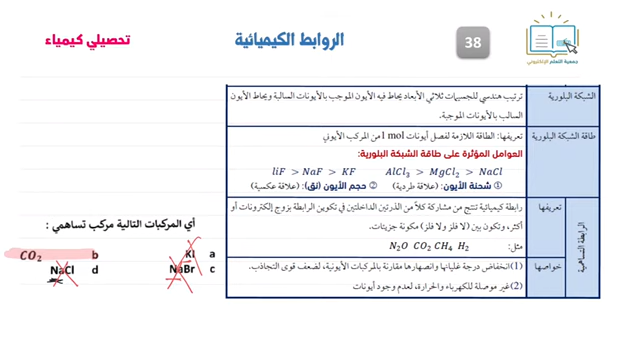 تحصيلي كيمياء
الروابط الكيميائية
38
جمعية التعلم الإلكتروني
الشبكة البلورية
ترتيب هندسي للجسيمات ثلاثي الأبعاد يحاط فيه الأيون الموجب بالأيونات السالبة ويحاط الأيون
السالب بالأيونات الموجبة.
طاقة الشبكة البلورية
تعريفها: الطاقة اللازمة لفصل أيونات 1 mol من المركب الأيوني
العوامل المؤثرة على طاقة الشبكة البلورية:
AlCl₃ > MgCl₂ > NaCl
liF > NaF > KF
① شحنة الأيون: (علاقة طردية)
② حجم الأيون (نق): (علاقة عكسية)
الرابطة التساهمية
تعريفها
رابطة كيميائية تنتج من مشاركة كلًا من الذرتين الداخلتين في تكوين الرابطة بزوج إلكترونات أو
أكثر، وتكون بين (لا فلز ولا فلز) مكونة جزيئات.
مثل: N₂O CO₂ CH₄ H₂
خواصها
(1) انخفاض درجة غليانها وانصهارها مقارنة بالمركبات الأيونية، لضعف قوى التجاذب.
(2) غير موصلة للكهرباء والحرارة، لعدم وجود أيونات
أي المركبات التالية مركب تساهمي :
a KI
b CO₂
c NaBr
d NaCl